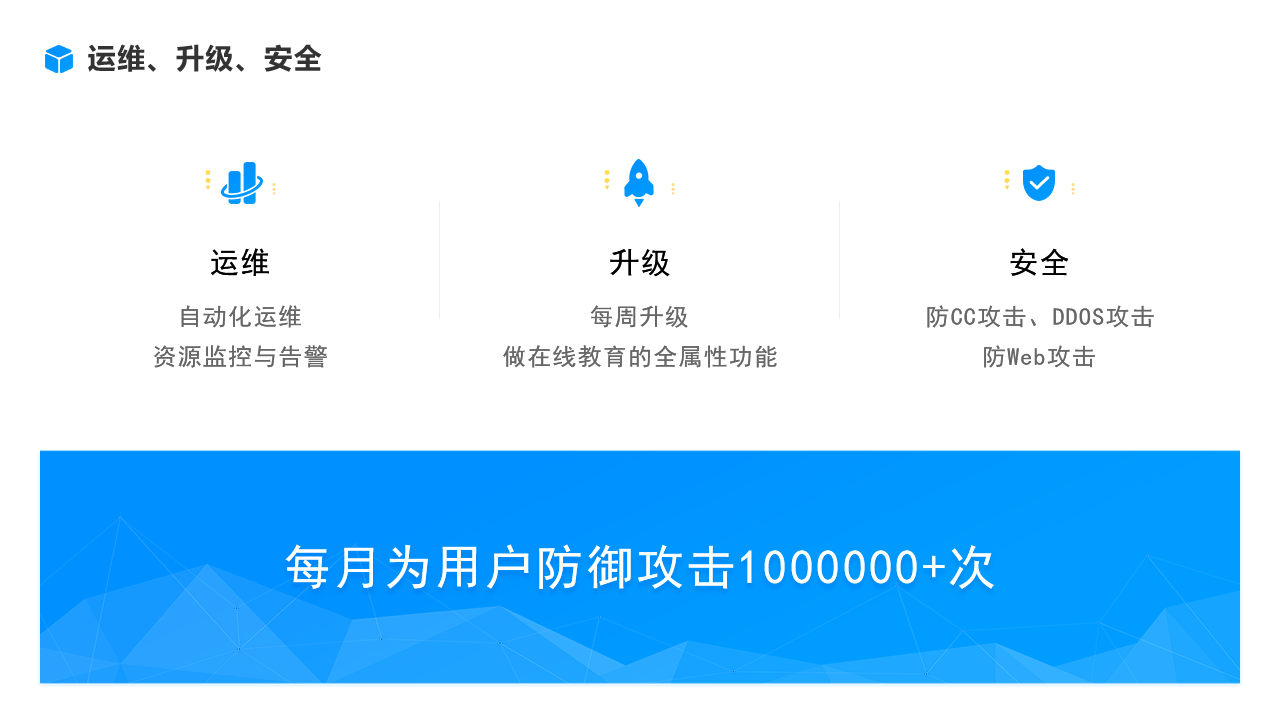 运维、升级、安全
运维
自动化运维
资源监控与告警
升级
每周升级
做在线教育的全属性功能
安全
防CC攻击、DDOS攻击
防Web攻击
每月为用户防御攻击1000000+次